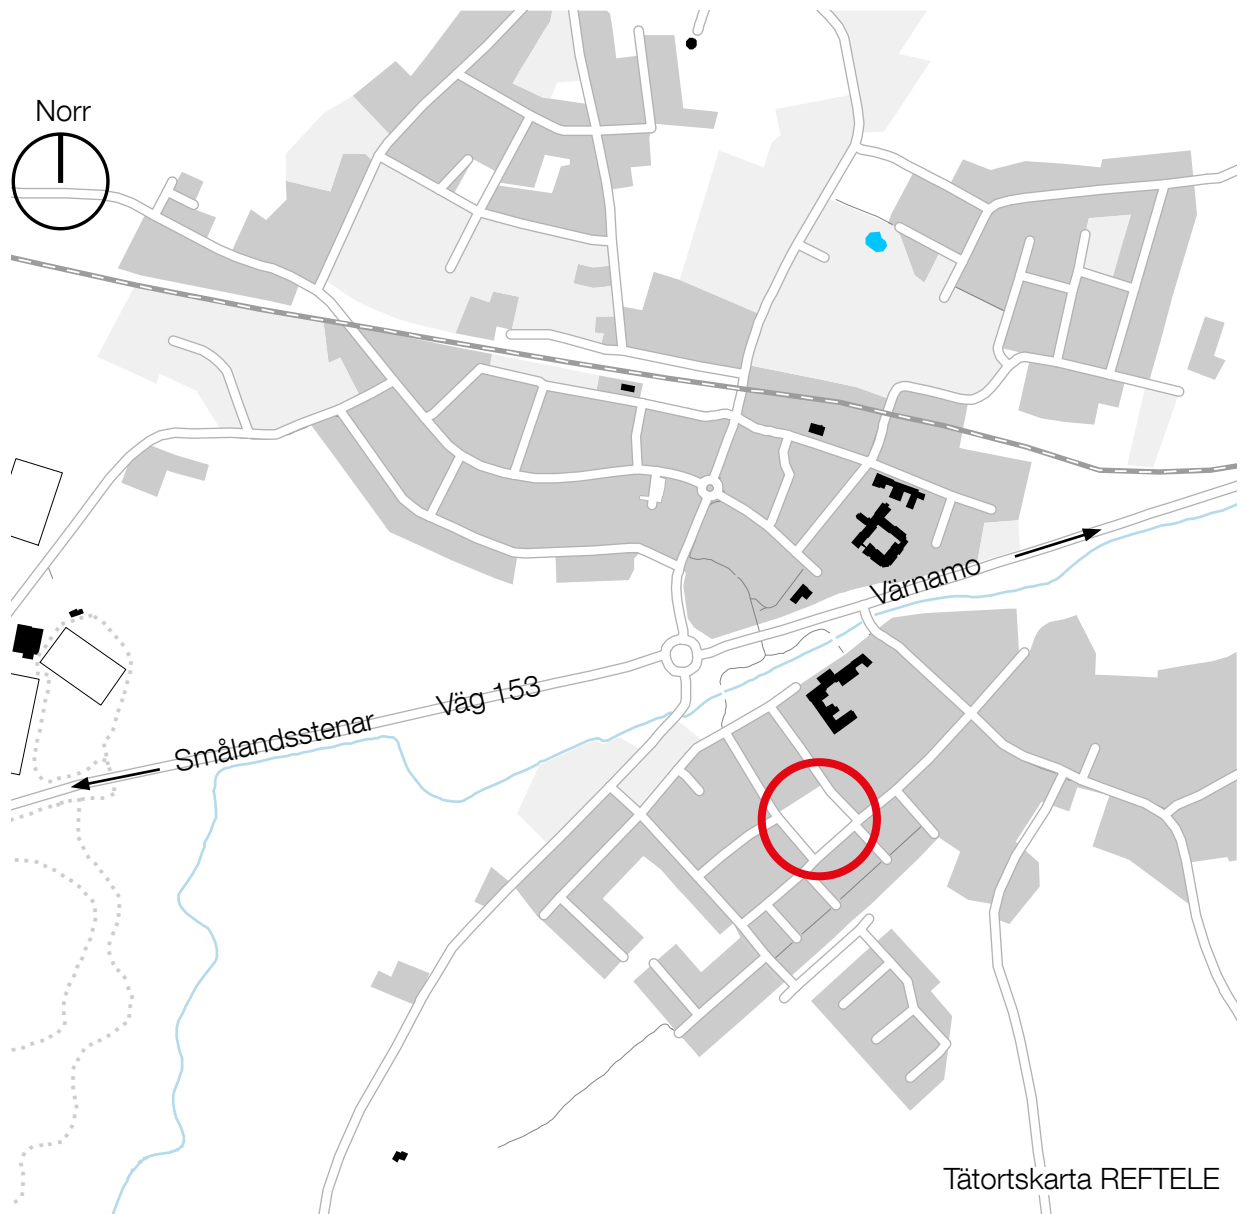 Norr
Värnamo
Väg 153
Smålandsstenar
Tätortskarta REFTELE